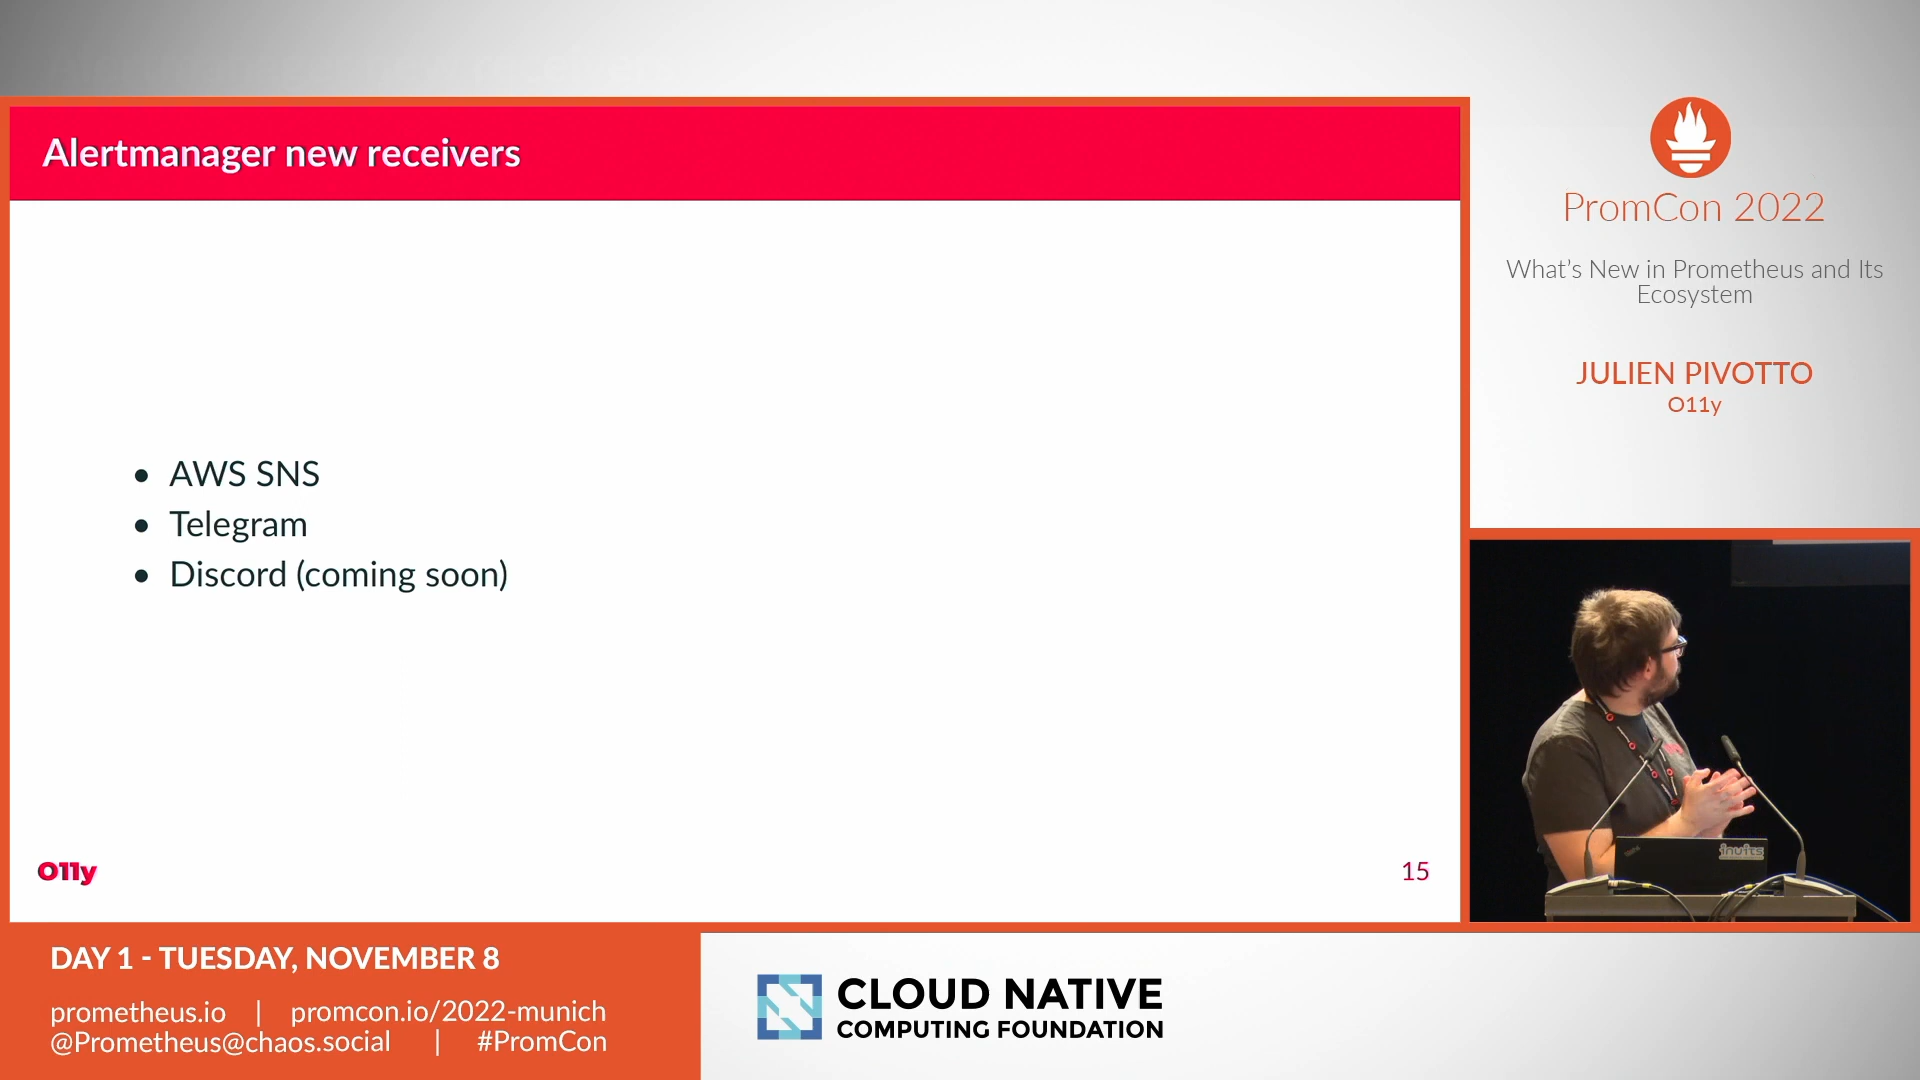 Alertmanager new receivers
• AWS SNS
• Telegram
• Discord (coming soon)
O11y
15
PromCon 2022
What's New in Prometheus and Its
Ecosystem
JULIEN PIVOTTO
O11y
inuits
DAY 1 - TUESDAY, NOVEMBER 8
prometheus.io | promcon.io/2022-munich
@Prometheus@chaos.social | #PromCon
CLOUD NATIVE
COMPUTING FOUNDATION